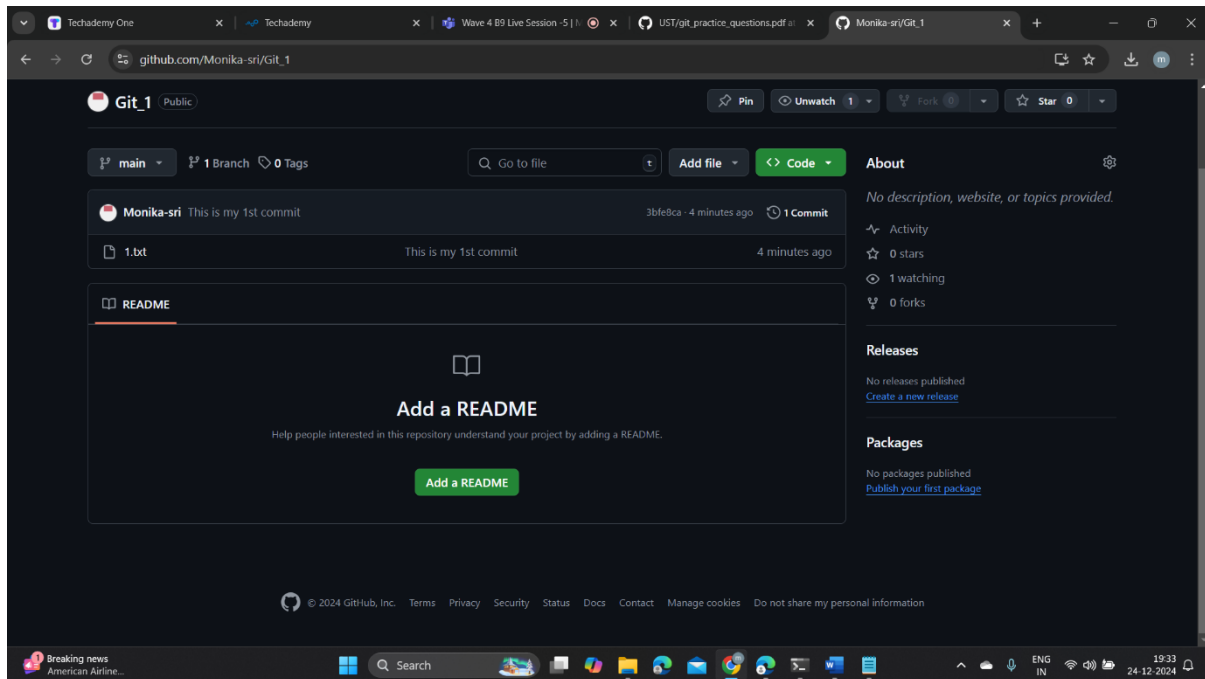 Techademy One
Techademy
Wave 4 B9 Live Session -5 | M
UST/git_practice_questions.pdf at
Monika-sri/Git_1
github.com/Monika-sri/Git_1
m
Git_1 Public
Pin
Unwatch 1
Fork 0
Star 0
main
1 Branch
0 Tags
Go to file t
Add file
<> Code
About
No description, website, or topics provided.
Monika-sri This is my 1st commit
3bfe8ca · 4 minutes ago
1 Commit
Activity
1.txt
This is my 1st commit
4 minutes ago
0 stars
1 watching
0 forks
README
Releases
No releases published
Create a new release
Add a README
Help people interested in this repository understand your project by adding a README.
Add a README
Packages
No packages published
Publish your first package
© 2024 GitHub, Inc. Terms Privacy Security Status Docs Contact Manage cookies Do not share my personal information
Breaking news
American Airline...
Search
ENG
IN
19:33
24-12-2024